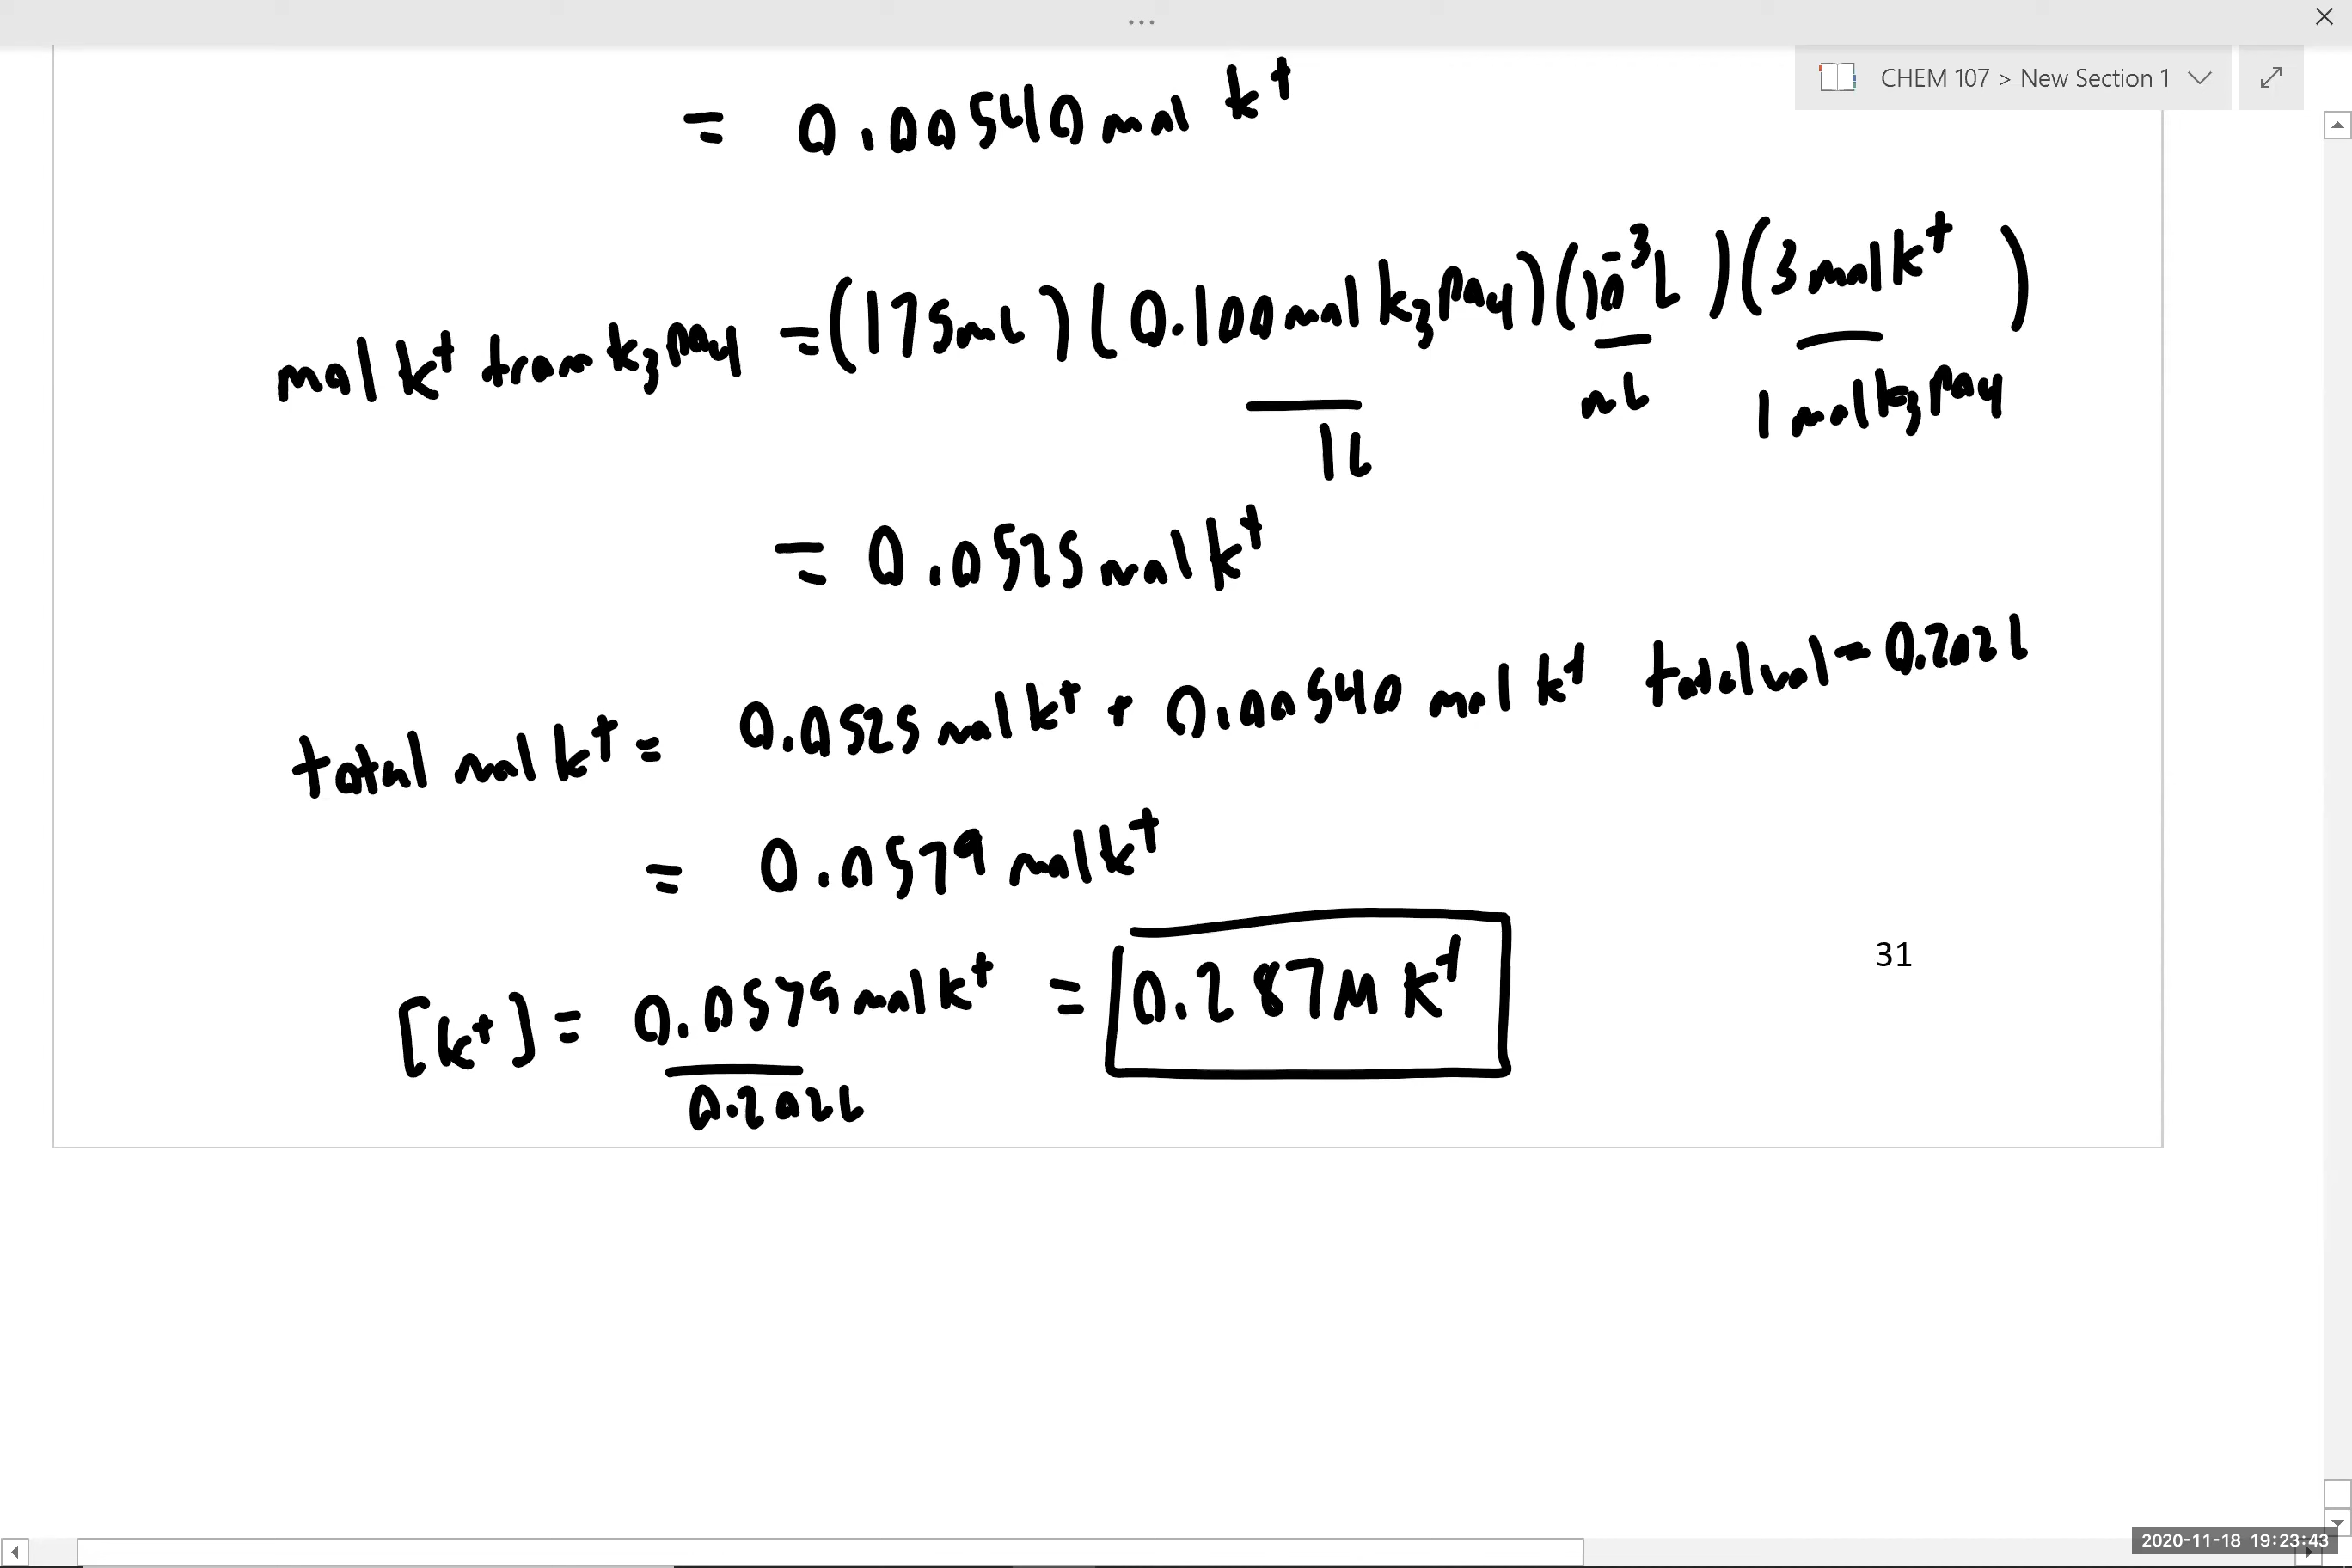 CHEM 107 > New Section 1
= 0.00540 mol K⁺
mol K⁺ from K₃PO₄ = (175 mL) (0.100 mol K₃PO₄) (10⁻³ L) (3 mol K⁺)
1L mL 1 mol K₃PO₄
= 0.0525 mol K⁺
total mol K⁺ = 0.0525 mol K⁺ + 0.00540 mol K⁺ total vol = 0.202 L
= 0.0579 mol K⁺
[K⁺] = 0.0579 mol K⁺ = 0.287 M K⁺
0.202 L
31
2020-11-18 19:23:43